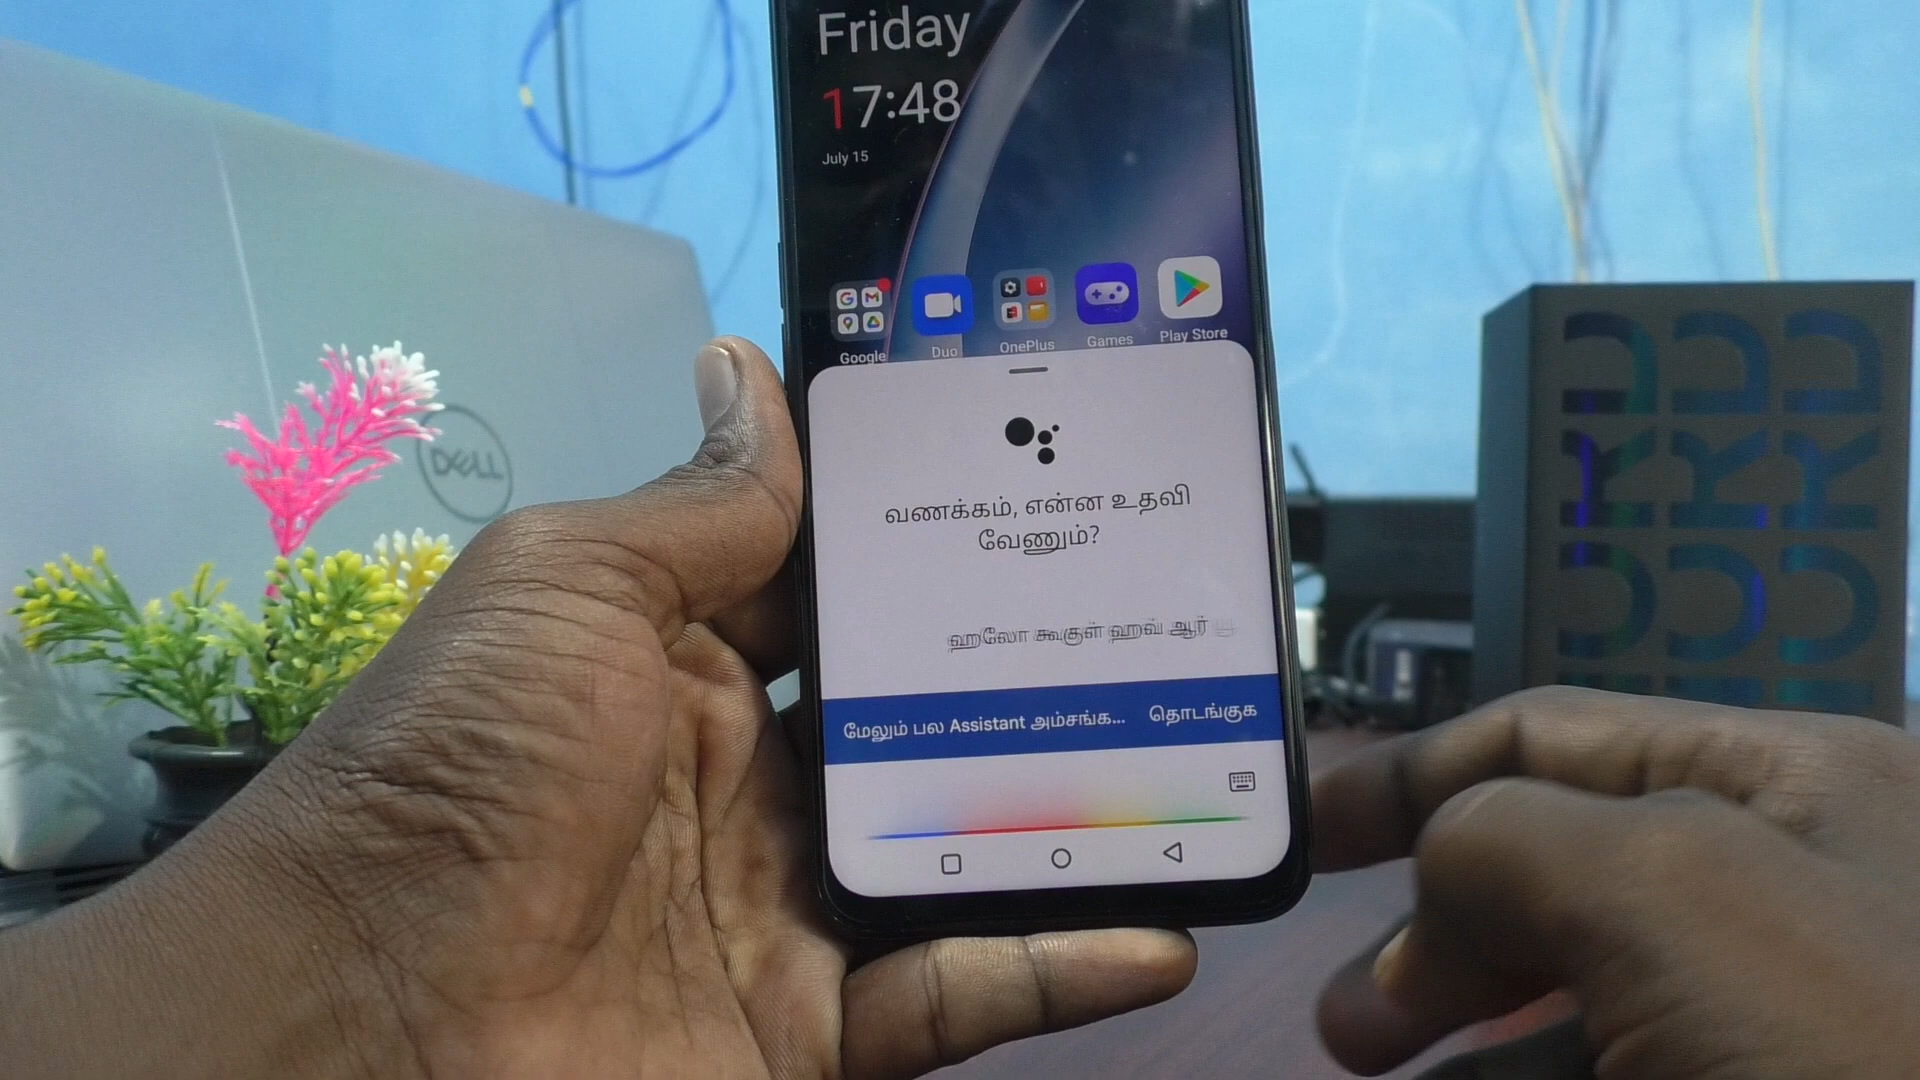 Friday
17:48
July 15
Google
Duo
OnePlus
Games
Play Store
DELL
வணக்கம், என்ன உதவி
வேணும்?
ஹலோ கூகுள் ஹவ் ஆர்
மேலும் பல Assistant அம்சங்க... தொடங்குக